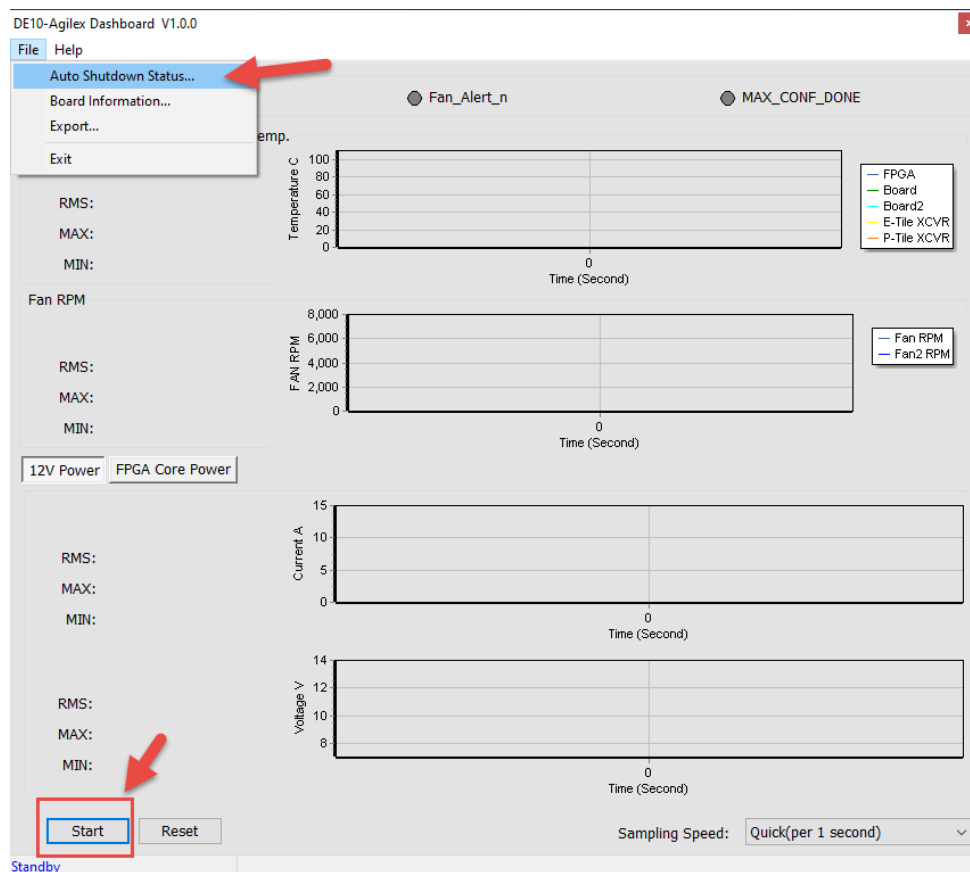 DE10-Agilex Dashboard V1.0.0
File Help
Auto Shutdown Status...
Board Information...
Export...
Exit
Fan_Alert_n
MAX_CONF_DONE
emp.
RMS:
MAX:
MIN:
Temperature C
100
80
60
40
20
0
0
Time (Second)
FPGA
Board
Board2
E-Tile XCVR
P-Tile XCVR
Fan RPM
RMS:
MAX:
MIN:
FAN RPM
8,000
6,000
4,000
2,000
0
0
Time (Second)
Fan RPM
Fan2 RPM
12V Power FPGA Core Power
RMS:
MAX:
MIN:
Current A
15
10
5
0
0
Time (Second)
RMS:
MAX:
MIN:
Voltage V
14
12
10
8
0
Time (Second)
Start Reset
Sampling Speed: Quick(per 1 second)
Standby